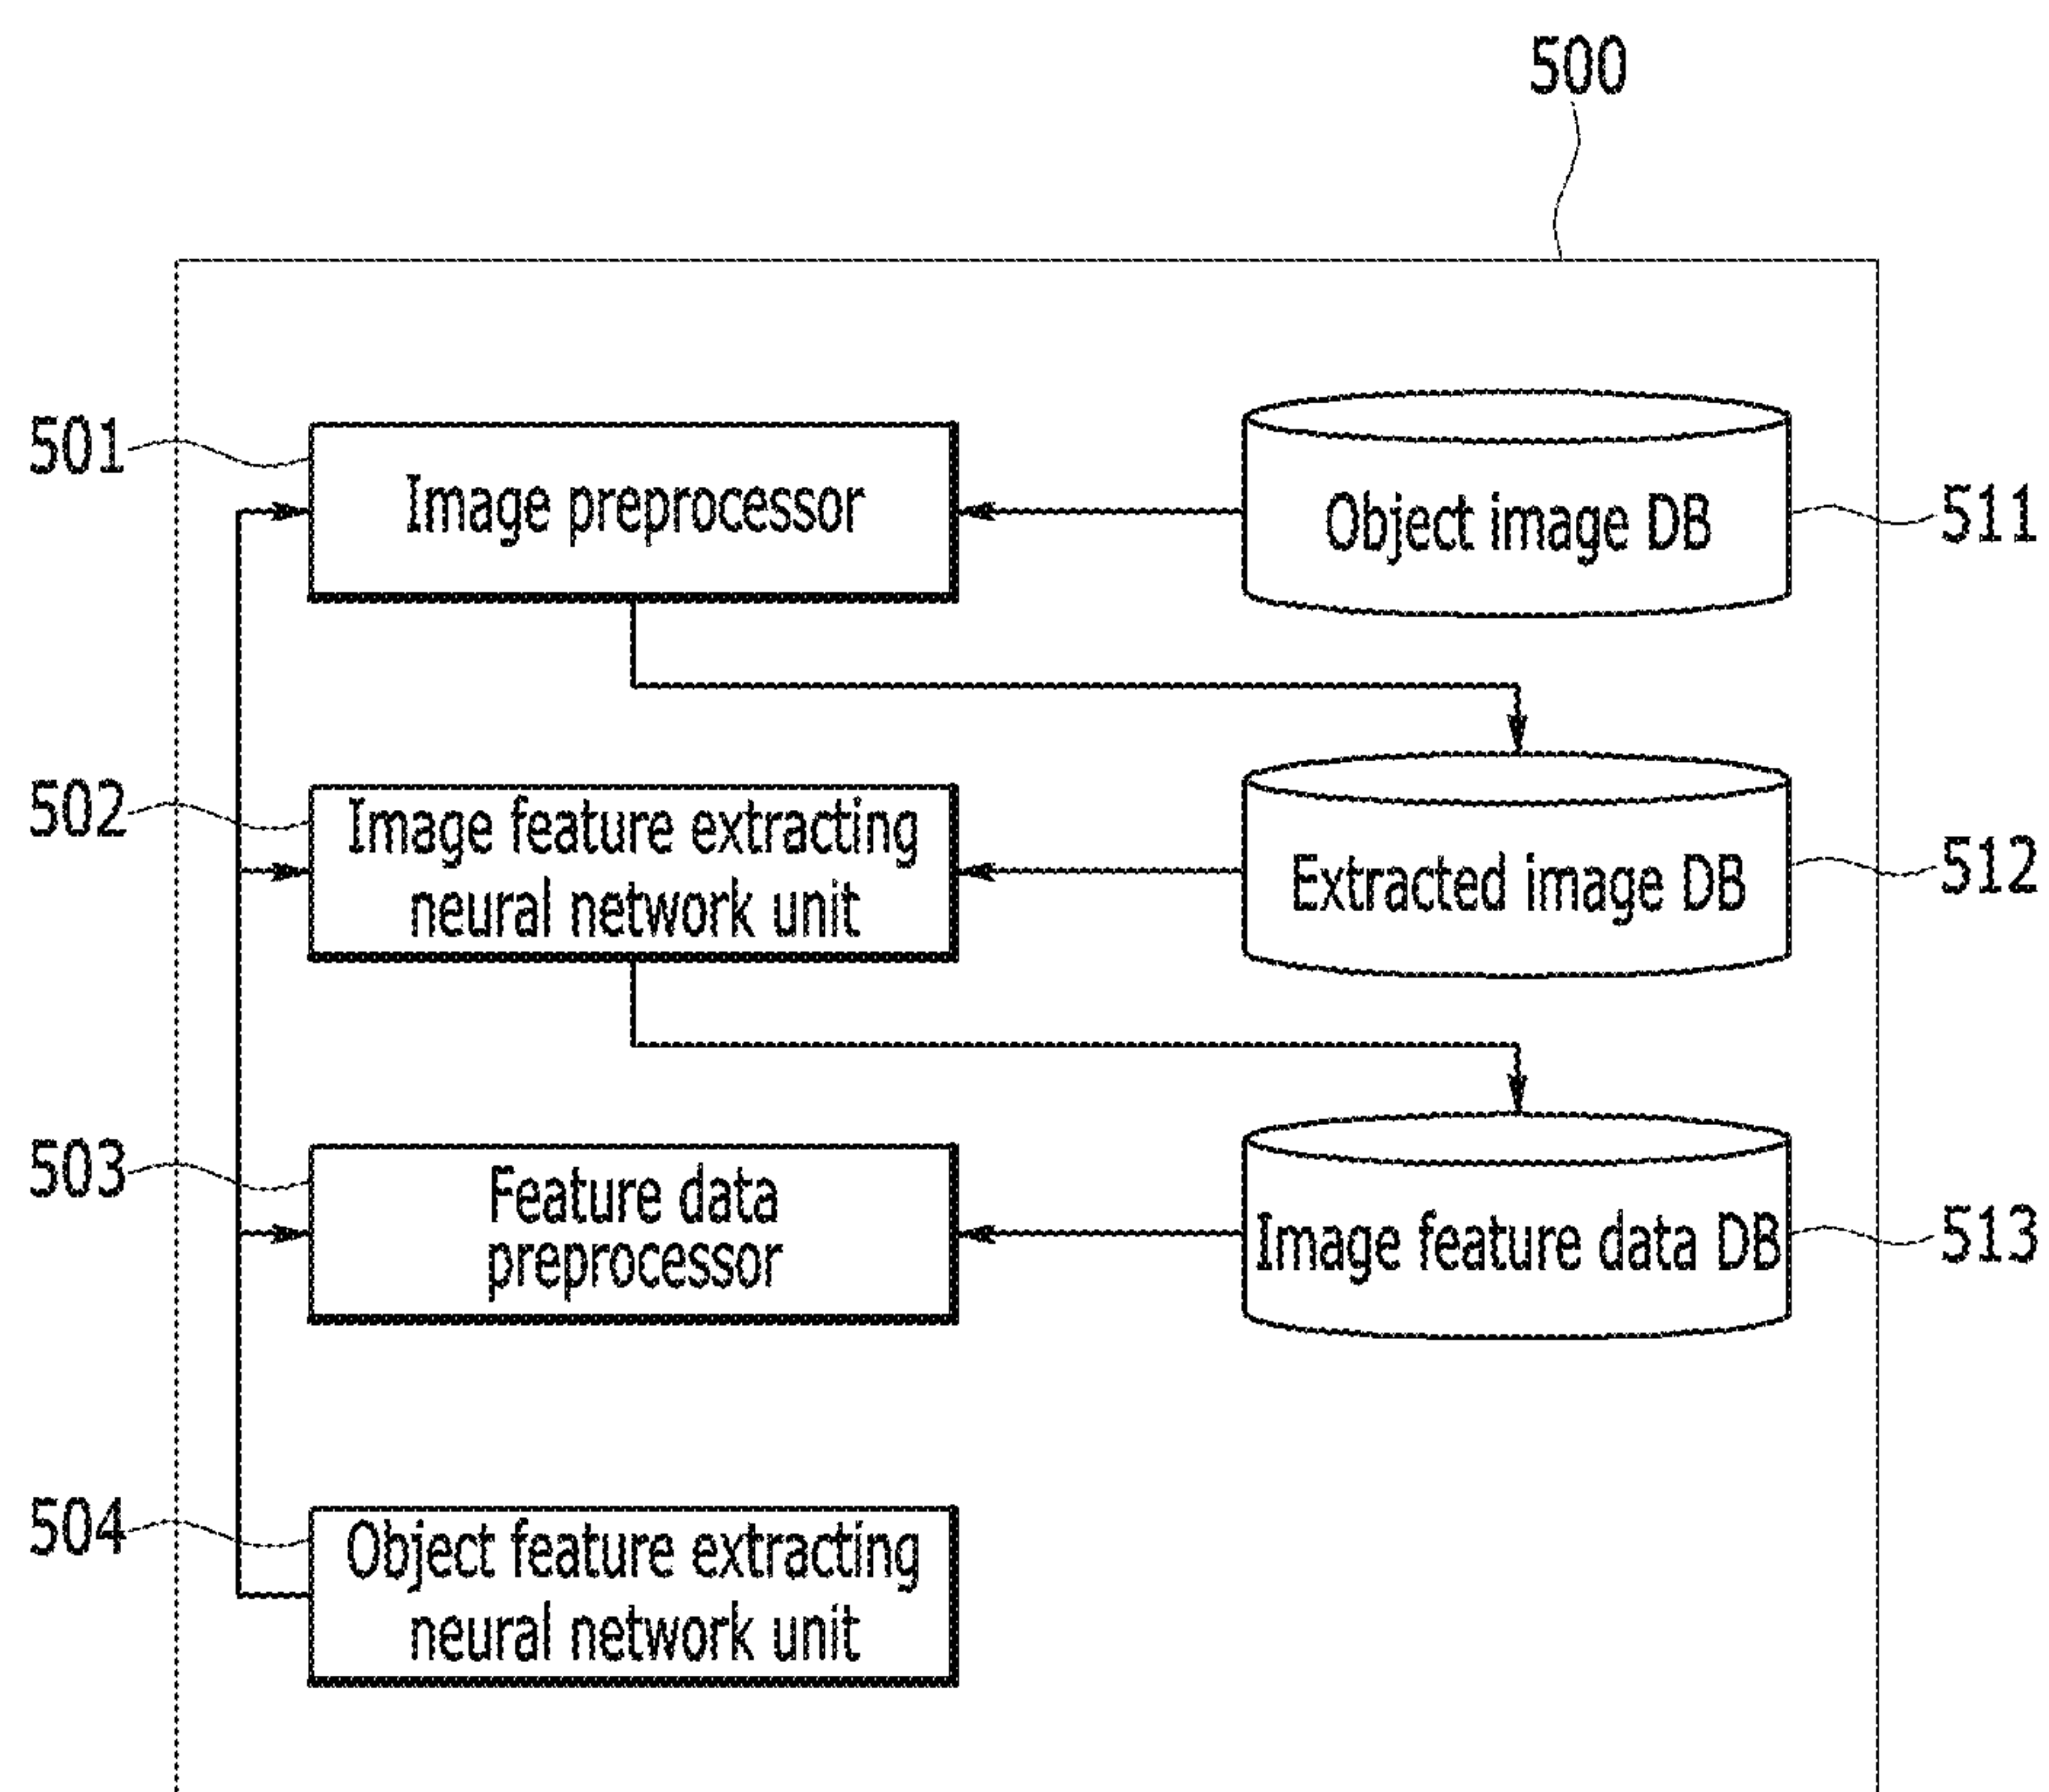 500
501
Image preprocessor
Object image DB
511
502
Image feature extracting
neural network unit
Extracted image DB
512
503
Feature data
preprocessor
Image feature data DB
513
504
Object feature extracting
neural network unit